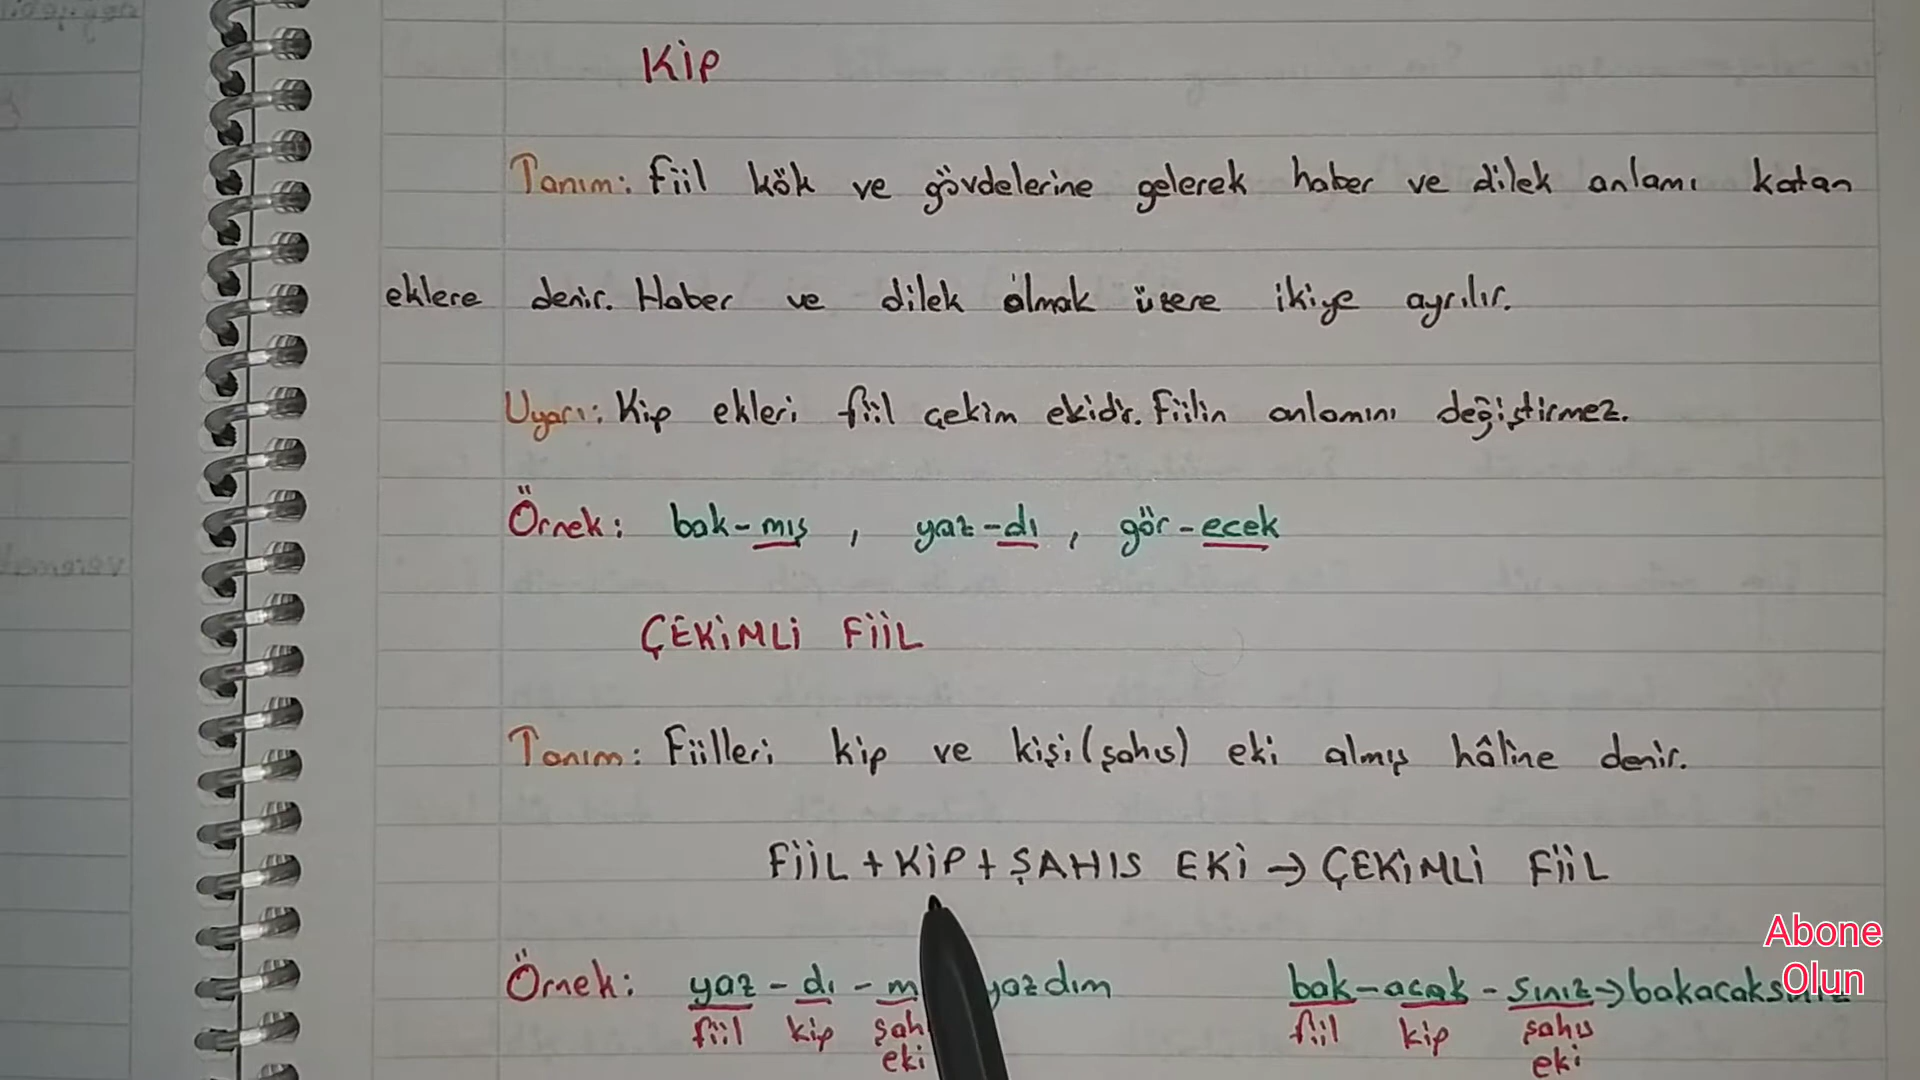 KİP
Tanım: Fiil kök ve gövdelerine gelerek haber ve dilek anlamı katan
eklere denir. Haber ve dilek olmak üzere ikiye ayrılır.
Uyarı: Kip ekleri fiil çekim ekidir. Fiilin anlamını değiştirmez.
Örnek: bak-mış, yaz-dı, gör-ecek
ÇEKİMLİ FİİL
Tanım: Fiilleri kip ve kişi(şahıs) eki almış hâline denir.
FİİL + KİP + ŞAHIS EKİ → ÇEKİMLİ FİİL
Abone
Olun
Örnek: yaz - dı - m yazdım bak-acak - sınız→
fiil kip fiil kip şahıs
eki eki